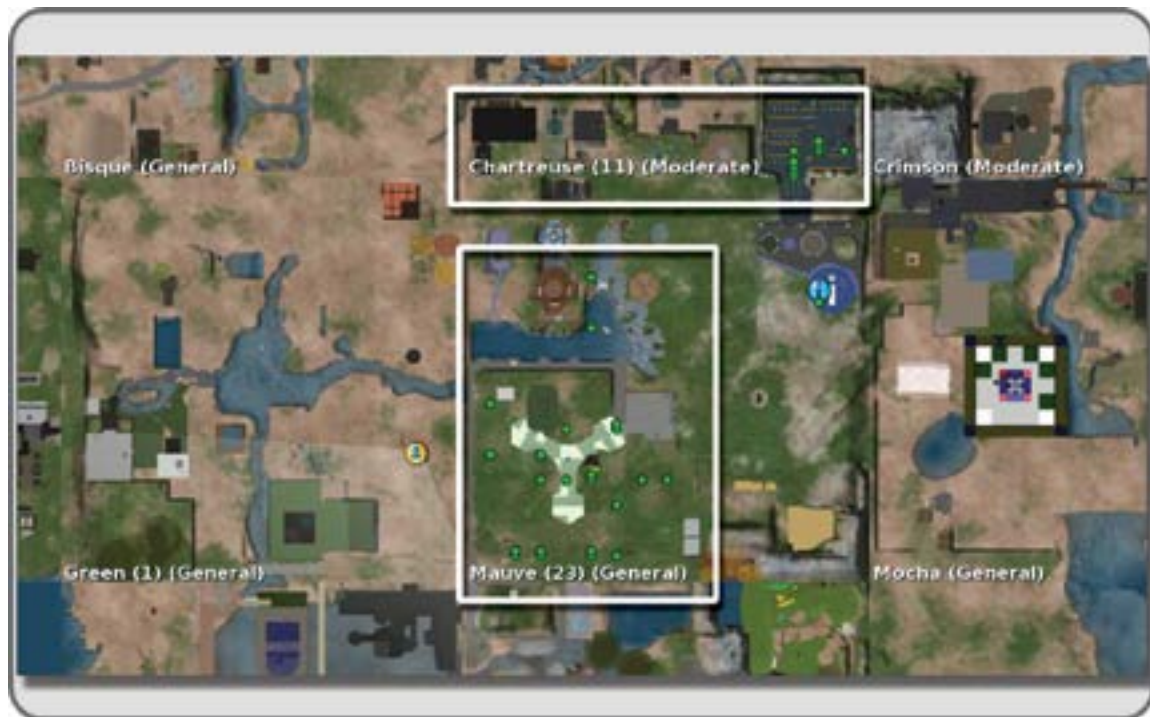 Bisque (General)
Chartreuse (11) (Moderate)
Crimson (Moderate)
Green (1) (General)
Mauve (23) (General)
Mocha (General)